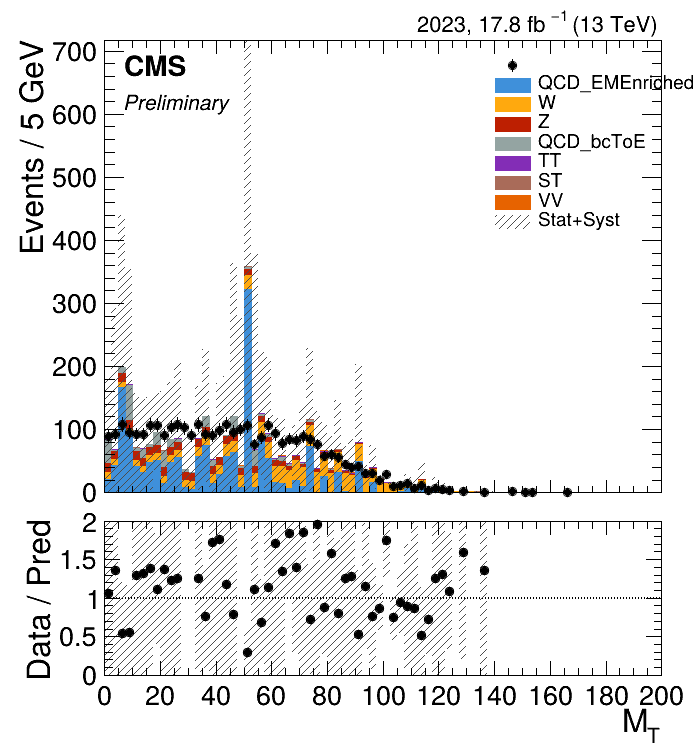 2023, 17.8 fb⁻¹ (13 TeV)
CMS
Preliminary
Events / 5 GeV
700
600
500
400
300
200
100
0
QCD_EMEnriched
W
Z
QCD_bcToE
TT
ST
VV
Stat+Syst
Data / Pred
2
1.5
1
0.5
0
0 20 40 60 80 100 120 140 160 180 200
M_T